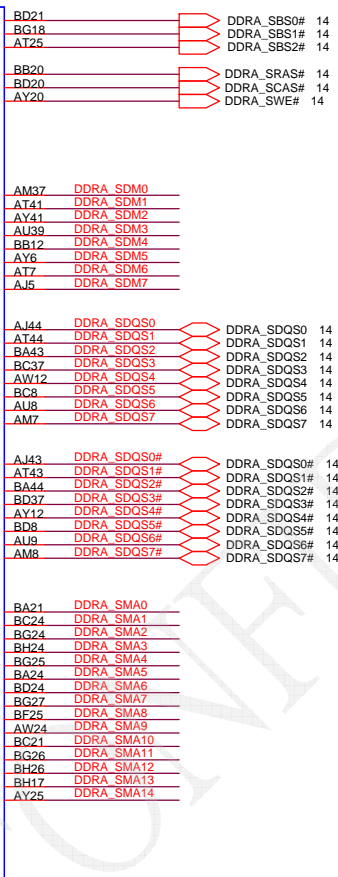 BD21 DDRA_SBS0# 14
BG18 DDRA_SBS1# 14
AT25 DDRA_SBS2# 14
BB20 DDRA_SRAS# 14
BD20 DDRA_SCAS# 14
AY20 DDRA_SWE# 14
AM37 DDRA_SDM0
AT41 DDRA_SDM1
AY41 DDRA_SDM2
AU39 DDRA_SDM3
BB12 DDRA_SDM4
AY6 DDRA_SDM5
AT7 DDRA_SDM6
AJ5 DDRA_SDM7
AJ44 DDRA_SDQS0 DDRA_SDQS0 14
AT44 DDRA_SDQS1 DDRA_SDQS1 14
BA43 DDRA_SDQS2 DDRA_SDQS2 14
BC37 DDRA_SDQS3 DDRA_SDQS3 14
AW12 DDRA_SDQS4 DDRA_SDQS4 14
BC8 DDRA_SDQS5 DDRA_SDQS5 14
AU8 DDRA_SDQS6 DDRA_SDQS6 14
AM7 DDRA_SDQS7 DDRA_SDQS7 14
AJ43 DDRA_SDQS0# DDRA_SDQS0# 14
AT43 DDRA_SDQS1# DDRA_SDQS1# 14
BA44 DDRA_SDQS2# DDRA_SDQS2# 14
BD37 DDRA_SDQS3# DDRA_SDQS3# 14
AY12 DDRA_SDQS4# DDRA_SDQS4# 14
BD8 DDRA_SDQS5# DDRA_SDQS5# 14
AU9 DDRA_SDQS6# DDRA_SDQS6# 14
AM8 DDRA_SDQS7# DDRA_SDQS7# 14
BA21 DDRA_SMA0
BC24 DDRA_SMA1
BG24 DDRA_SMA2
BH24 DDRA_SMA3
BG25 DDRA_SMA4
BA24 DDRA_SMA5
BD24 DDRA_SMA6
BG27 DDRA_SMA7
BF25 DDRA_SMA8
AW24 DDRA_SMA9
BC21 DDRA_SMA10
BG26 DDRA_SMA11
BH26 DDRA_SMA12
BH17 DDRA_SMA13
AY25 DDRA_SMA14